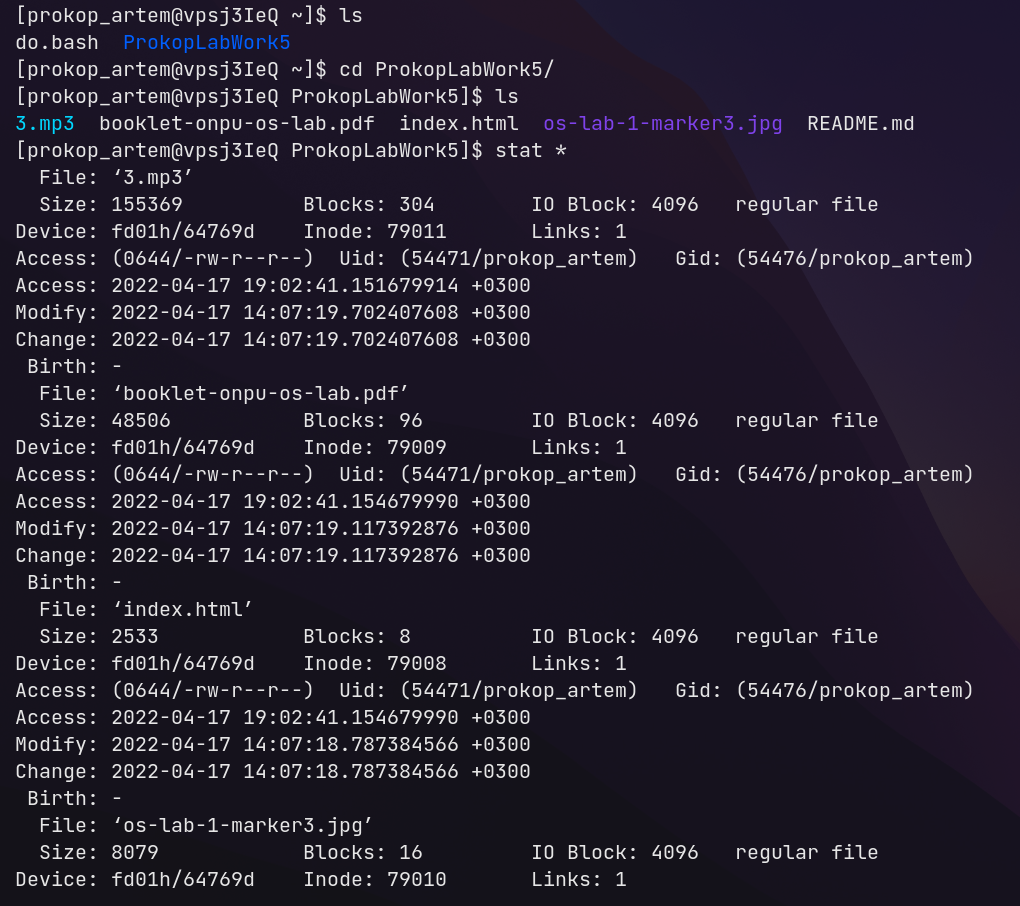 [prokop_artem@vpsj3IeQ ~]$ ls
do.bash  ProkopLabWork5
[prokop_artem@vpsj3IeQ ~]$ cd ProkopLabWork5/
[prokop_artem@vpsj3IeQ ProkopLabWork5]$ ls
3.mp3  booklet-onpu-os-lab.pdf  index.html  os-lab-1-marker3.jpg  README.md
[prokop_artem@vpsj3IeQ ProkopLabWork5]$ stat *
  File: ‘3.mp3’
  Size: 155369          Blocks: 304        IO Block: 4096   regular file
Device: fd01h/64769d    Inode: 79011       Links: 1
Access: (0644/-rw-r--r--)  Uid: (54471/prokop_artem)   Gid: (54476/prokop_artem)
Access: 2022-04-17 19:02:41.151679914 +0300
Modify: 2022-04-17 14:07:19.702407608 +0300
Change: 2022-04-17 14:07:19.702407608 +0300
 Birth: -
  File: ‘booklet-onpu-os-lab.pdf’
  Size: 48506           Blocks: 96         IO Block: 4096   regular file
Device: fd01h/64769d    Inode: 79009       Links: 1
Access: (0644/-rw-r--r--)  Uid: (54471/prokop_artem)   Gid: (54476/prokop_artem)
Access: 2022-04-17 19:02:41.154679990 +0300
Modify: 2022-04-17 14:07:19.117392876 +0300
Change: 2022-04-17 14:07:19.117392876 +0300
 Birth: -
  File: ‘index.html’
  Size: 2533            Blocks: 8          IO Block: 4096   regular file
Device: fd01h/64769d    Inode: 79008       Links: 1
Access: (0644/-rw-r--r--)  Uid: (54471/prokop_artem)   Gid: (54476/prokop_artem)
Access: 2022-04-17 19:02:41.154679990 +0300
Modify: 2022-04-17 14:07:18.787384566 +0300
Change: 2022-04-17 14:07:18.787384566 +0300
 Birth: -
  File: ‘os-lab-1-marker3.jpg’
  Size: 8079            Blocks: 16         IO Block: 4096   regular file
Device: fd01h/64769d    Inode: 79010       Links: 1